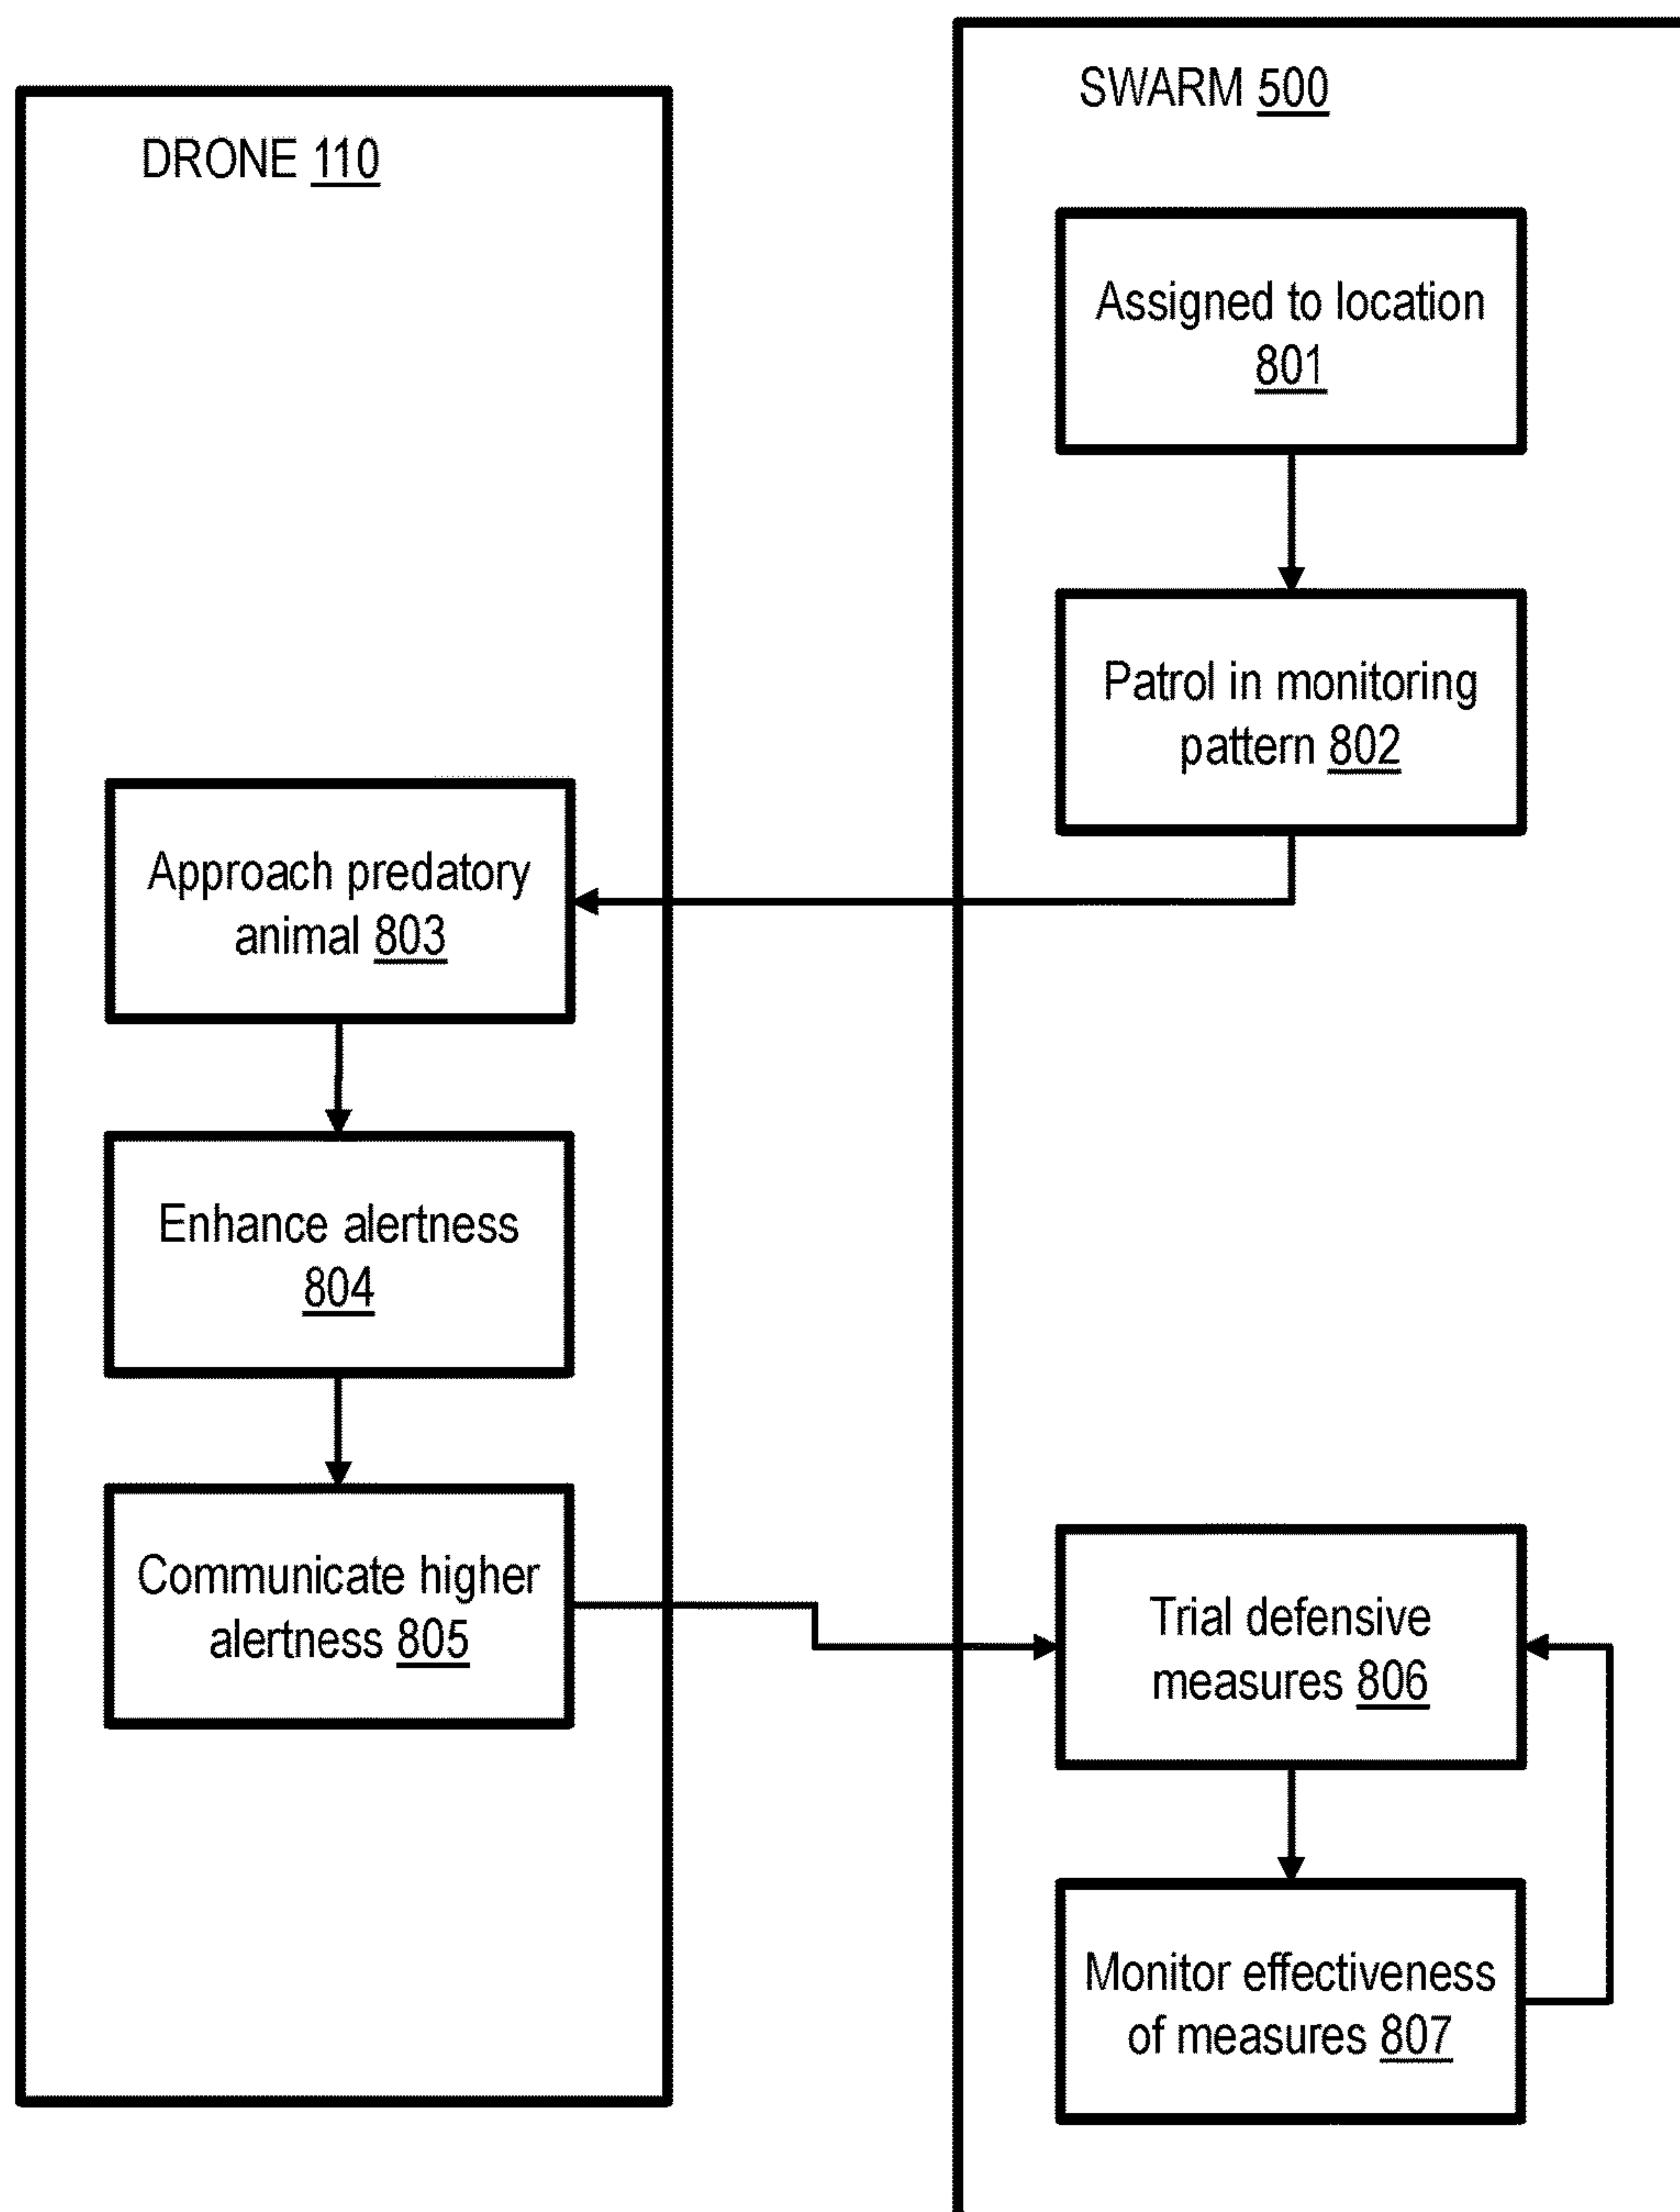 DRONE 110
SWARM 500
Assigned to location
801
Patrol in monitoring
pattern 802
Approach predatory
animal 803
Enhance alertness
804
Communicate higher
alertness 805
Trial defensive
measures 806
Monitor effectiveness
of measures 807